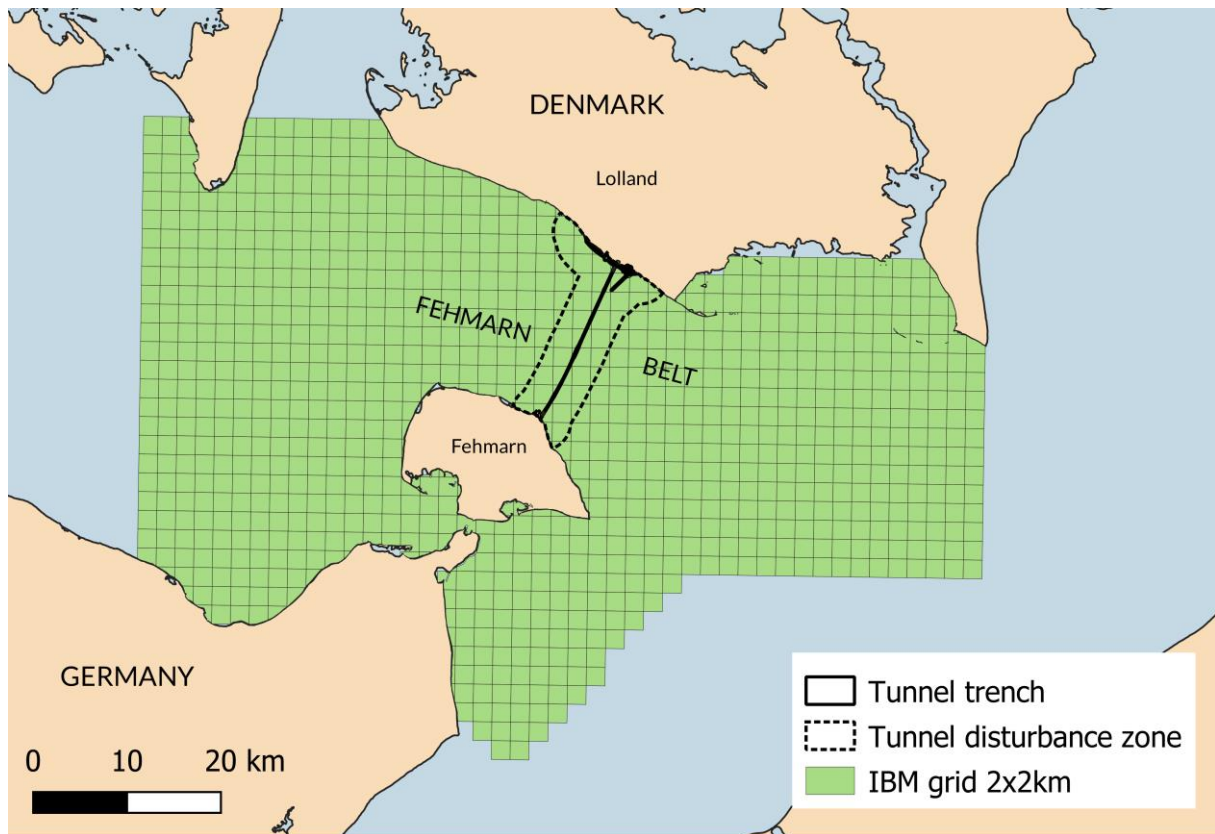 DENMARK
Lolland
FEHMARN
BELT
Fehmarn
GERMANY
0 10 20 km
Tunnel trench
Tunnel disturbance zone
IBM grid 2x2km